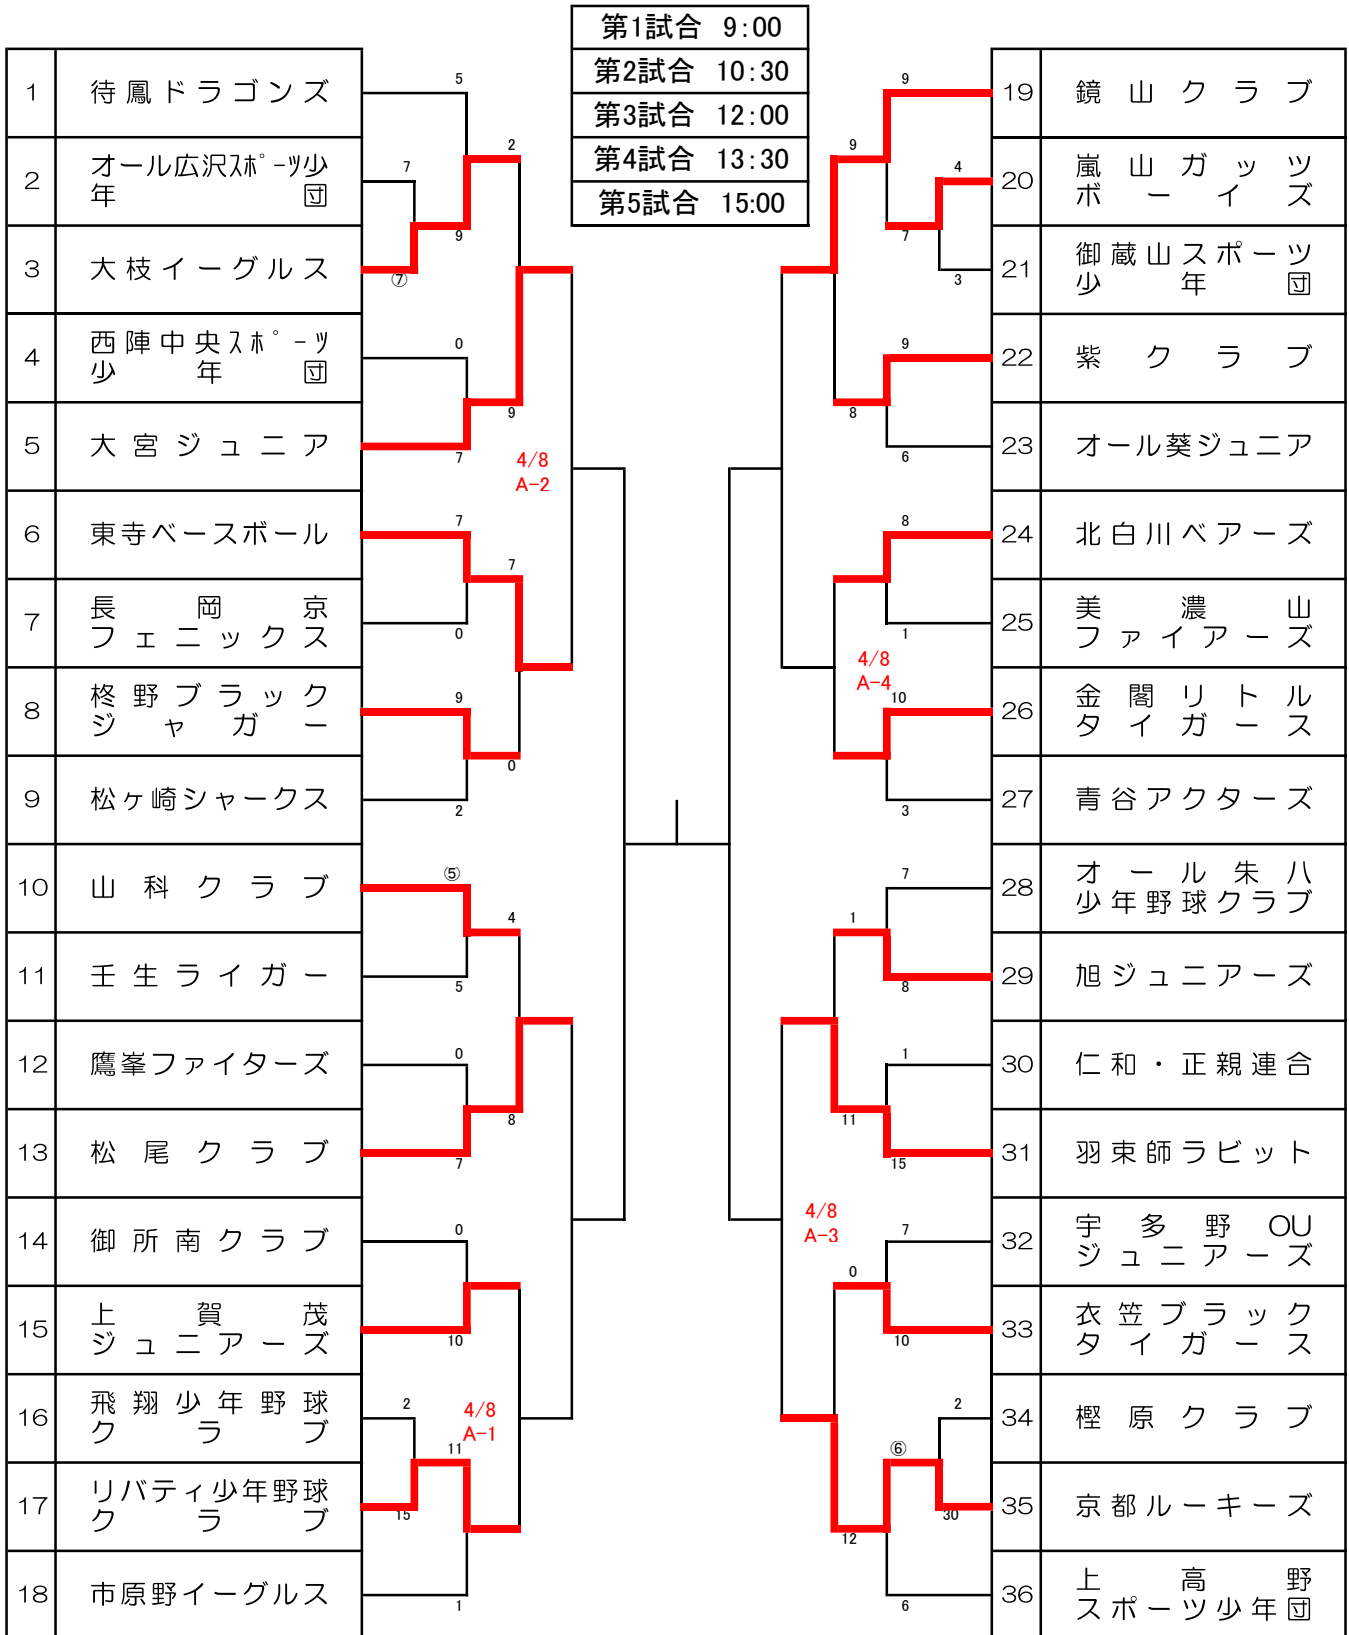 第1試合 9:00
第2試合 10:30
第3試合 12:00
第4試合 13:30
第5試合 15:00
1 待鳳ドラゴンズ
2 オール広沢ｽﾎﾟｰﾂ少
年団
3 大枝イーグルス
4 西陣中央ｽﾎﾟｰﾂ
少年団
5 大宮ジュニア
6 東寺ベースボール
7 長岡京
フェニックス
8 柊野ブラック
ジャガー
9 松ヶ崎シャークス
10 山科クラブ
11 壬生ライガー
12 鷹峯ファイターズ
13 松尾クラブ
14 御所南クラブ
15 上賀茂
ジュニアーズ
16 飛翔少年野球
クラブ
17 リバティ少年野球
クラブ
18 市原野イーグルス
5
7
2
9
⑦
0
9
7
4/8
A-2
7
7
0
9
0
2
⑤
4
5
0
8
7
0
10
2
4/8
A-1
11
15
1
9
9
4
7
3
9
8
6
8
1
4/8
A-4
10
3
7
1
8
1
11
15
4/8
A-3
7
0
10
2
⑥
30
12
6
19 鏡山クラブ
20 嵐山ガッツ
ボーイズ
21 御蔵山スポーツ
少年団
22 紫クラブ
23 オール葵ジュニア
24 北白川ベアーズ
25 美濃山
ファイアーズ
26 金閣リトル
タイガース
27 青谷アクターズ
28 オール朱八
少年野球クラブ
29 旭ジュニアーズ
30 仁和・正親連合
31 羽束師ラビット
32 宇多野OU
ジュニアーズ
33 衣笠ブラック
タイガース
34 樫原クラブ
35 京都ルーキーズ
36 上高野
スポーツ少年団